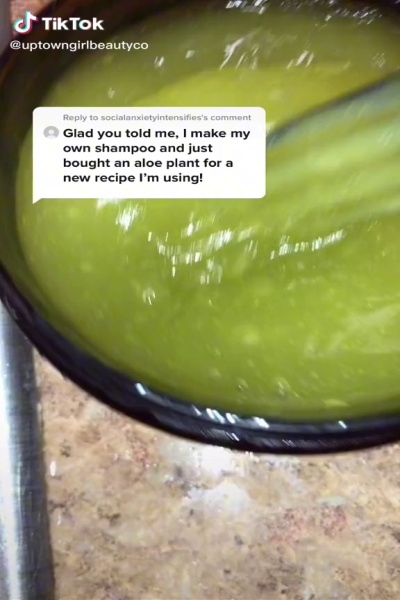 TikTok
@uptowngirlbeautyco
Reply to socialanxietyintensifies's comment
Glad you told me, I make my
own shampoo and just
bought an aloe plant for a
new recipe I'm using!